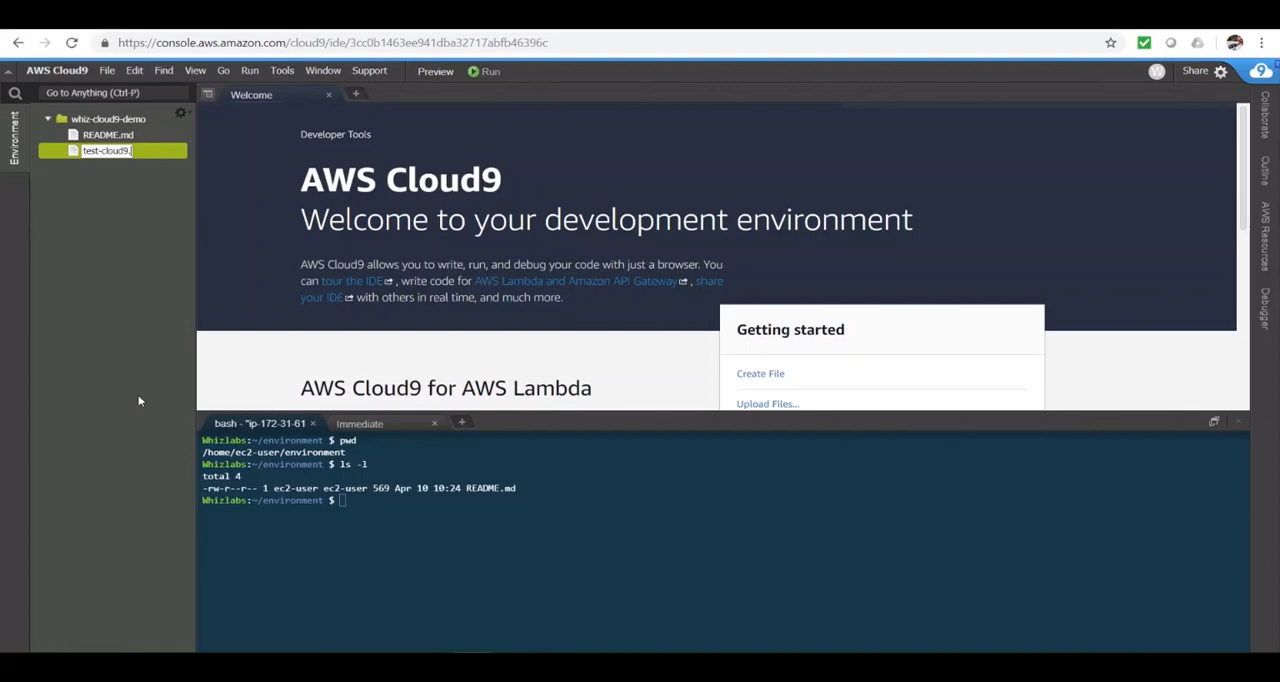 https://console.aws.amazon.com/cloud9/ide/3cc0b1463ee941dba32717abfb46396c
AWS Cloud9 File Edit Find View Go Run Tools Window Support Preview Run Share
Go to Anything (Ctrl-P)
Welcome
Environment
whiz-cloud9-demo
README.md
test-cloud9.
Developer Tools
AWS Cloud9
Welcome to your development environment
AWS Cloud9 allows you to write, run, and debug your code with just a browser. You
can tour the IDE , write code for AWS Lambda and Amazon API Gateway , share
your IDE with others in real time, and much more.
Getting started
Create File
Upload Files...
AWS Cloud9 for AWS Lambda
Collaborate
Outline
AWS Resources
Debugger
bash - "ip-172-31-61 Immediate
Whizlabs:~/environment $ pwd
/home/ec2-user/environment
Whizlabs:~/environment $ ls -l
total 4
-rw-r--r-- 1 ec2-user ec2-user 569 Apr 10 10:24 README.md
Whizlabs:~/environment $